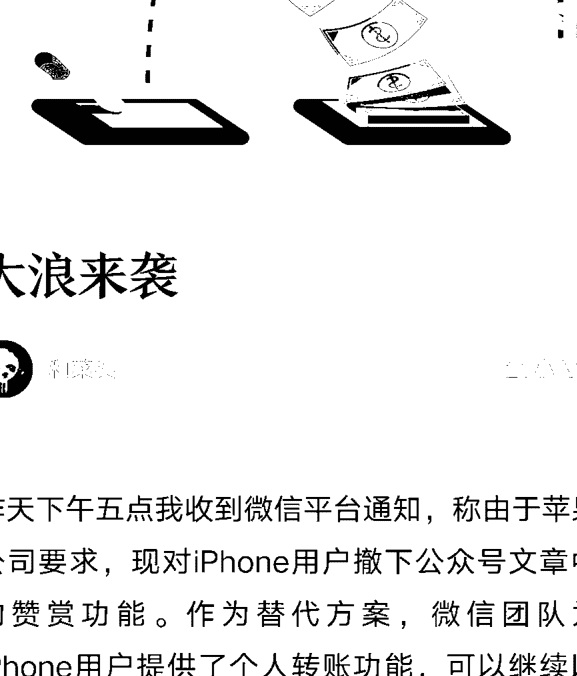 大浪来袭
昨天下午五点我收到微信平台通知，称由于苹果
公司要求，现对iPhone用户撤下公众号文章中
的赞赏功能。作为替代方案，微信团队为
iPhone用户提供了个人转账功能，可以继续以